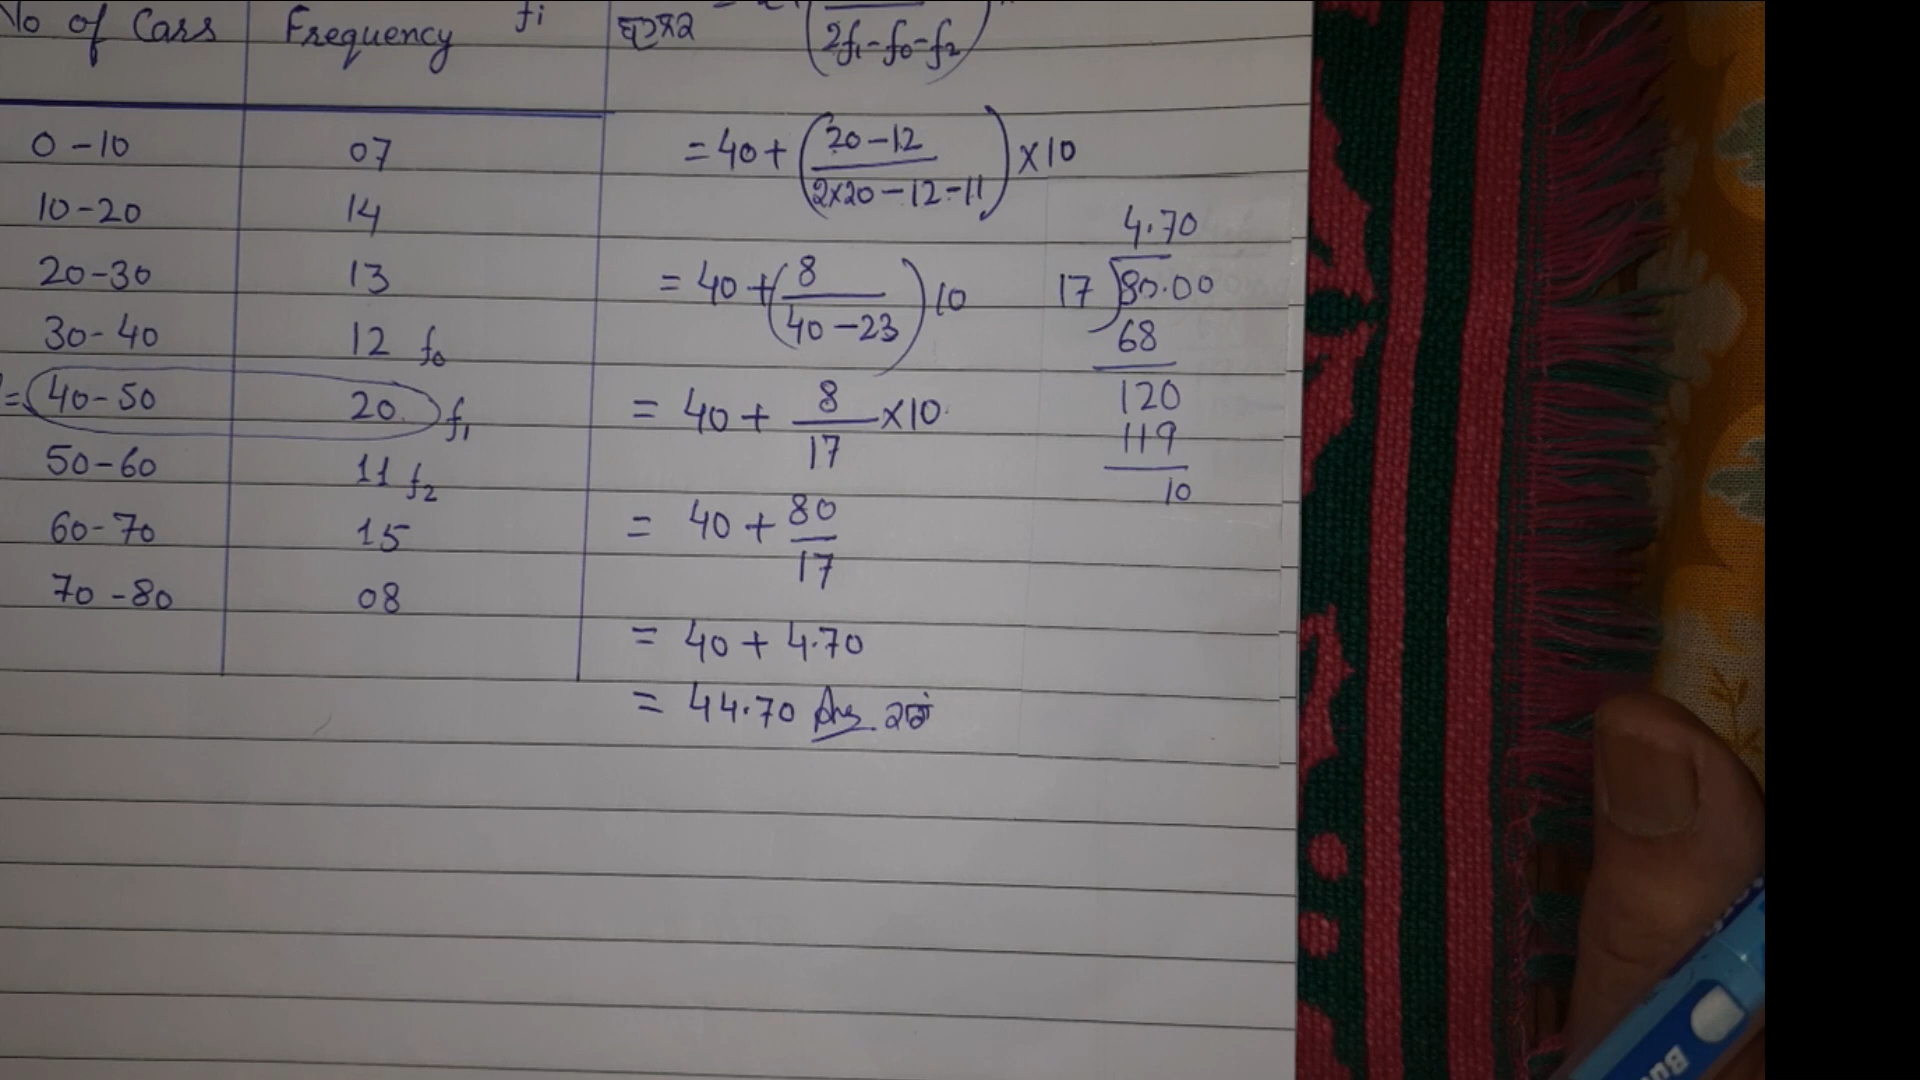 No of Cars Frequency fi
0-10 07
10-20 14
20-30 13
30-40 12 f₀
= 40-50 20 f₁
50-60 11 f₂
60-70 15
70-80 08
2f₁-f₀-f₂
= 40 + (20-12 / 2×20-12-11) ×10
= 40 + (8 / 40-23) 10
= 40 + 8/17 ×10
= 40 + 80/17
= 40 + 4.70
= 44.70 Ans
4.70
17 80.00
68
120
119
10